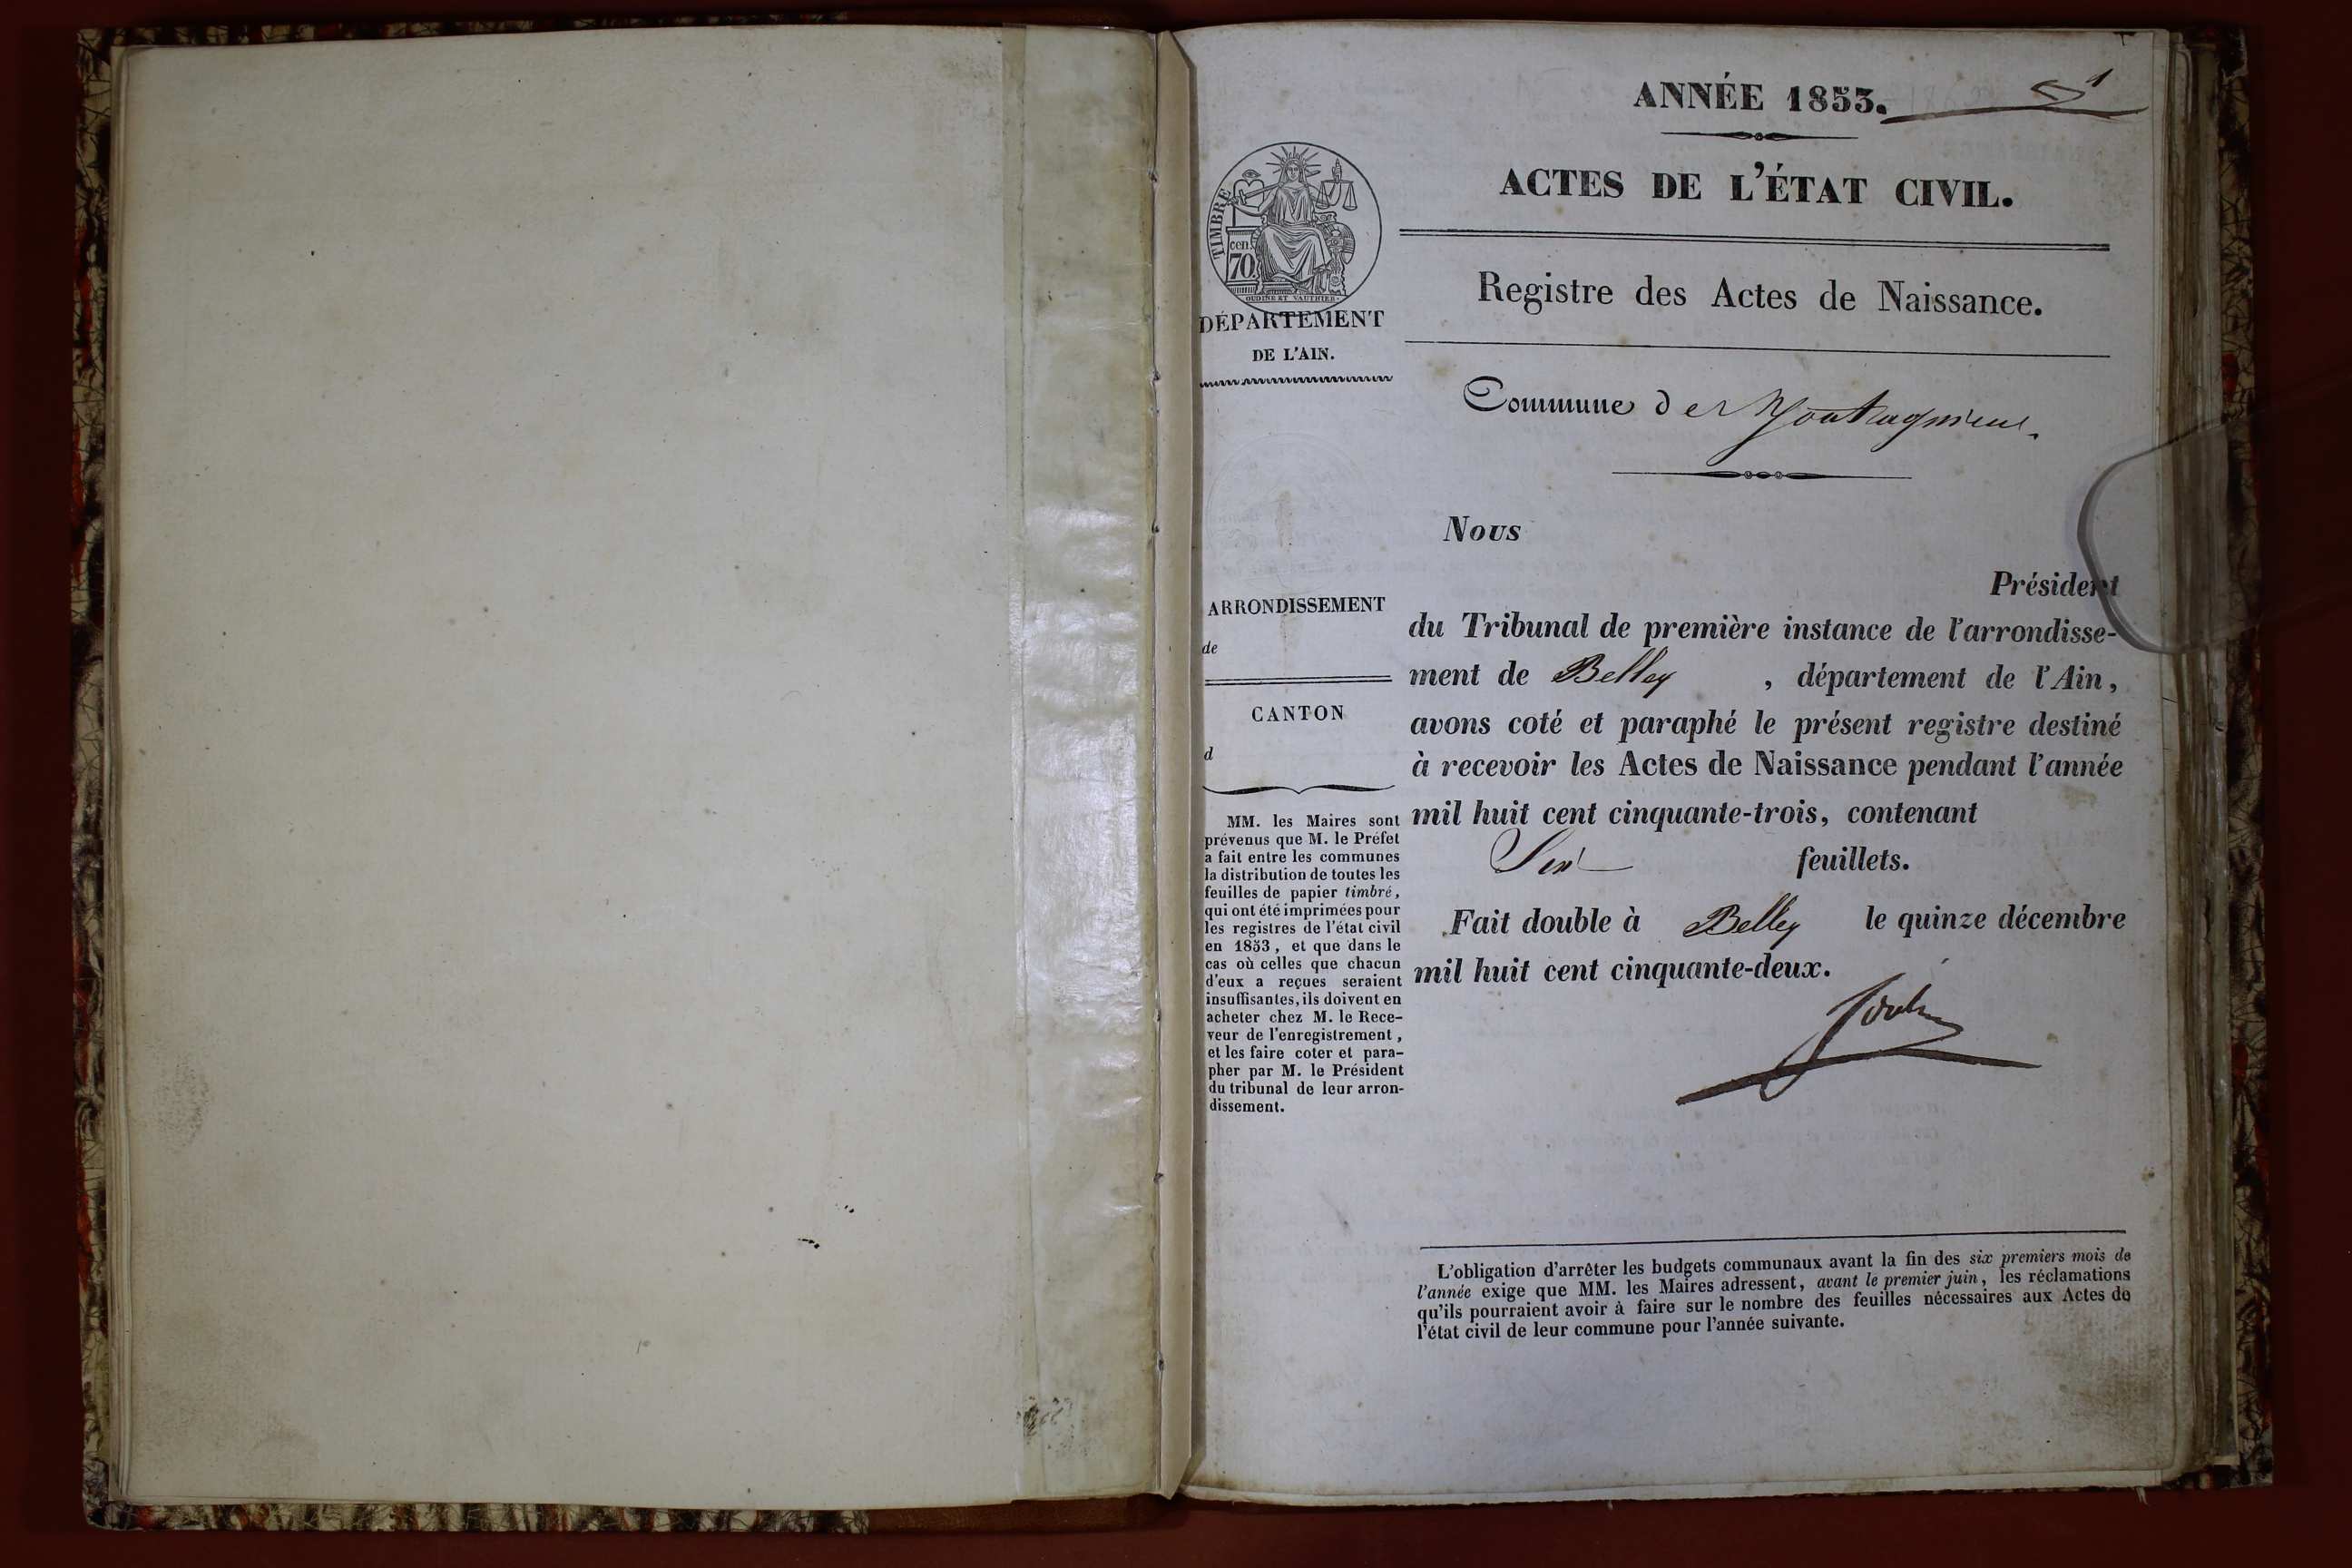 ANNÉE 1853.
1
ACTES DE L'ÉTAT CIVIL.
TIMBRE
cen.
70
OUDINE ET VAUTHIER
DÉPARTEMENT
DE L'AIN.
Registre des Actes de Naissance.
Commune de Montagnieu.
Nous
Président
du Tribunal de première instance de l'arrondisse-
ment de Belley , département de l'Ain,
avons coté et paraphé le présent registre destiné
à recevoir les Actes de Naissance pendant l'année
mil huit cent cinquante-trois, contenant
Six feuillets.
Fait double à Belley le quinze décembre
mil huit cent cinquante-deux.
ARRONDISSEMENT
de
CANTON
d
MM. les Maires sont
prévenus que M. le Préfet
a fait entre les communes
la distribution de toutes les
feuilles de papier timbré,
qui ont été imprimées pour
les registres de l'état civil
en 1853, et que dans le
cas où celles que chacun
d'eux a reçues seraient
insuffisantes, ils doivent en
acheter chez M. le Rece-
veur de l'enregistrement,
et les faire coter et para-
pher par M. le Président
du tribunal de leur arron-
dissement.
L'obligation d'arrêter les budgets communaux avant la fin des six premiers mois de
l'année exige que MM. les Maires adressent, avant le premier juin, les réclamations
qu'ils pourraient avoir à faire sur le nombre des feuilles nécessaires aux Actes de
l'état civil de leur commune pour l'année suivante.